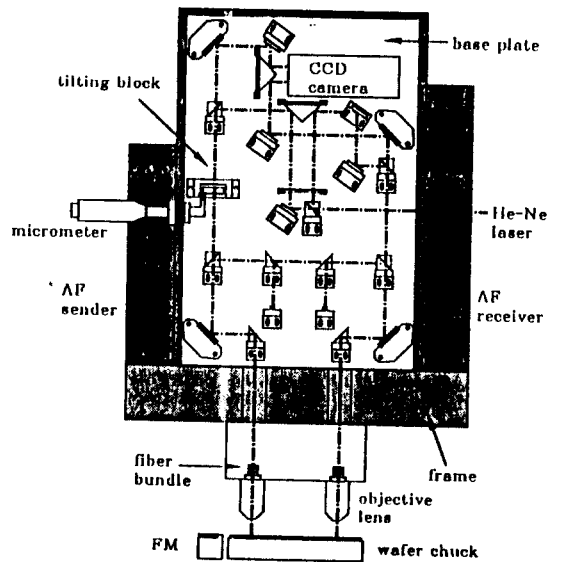 base plate
CCD
camera
tilting block
He-Ne
laser
micrometer
AF
sender
AF
receiver
fiber
bundle
frame
objective
lens
FM
wafer chuck